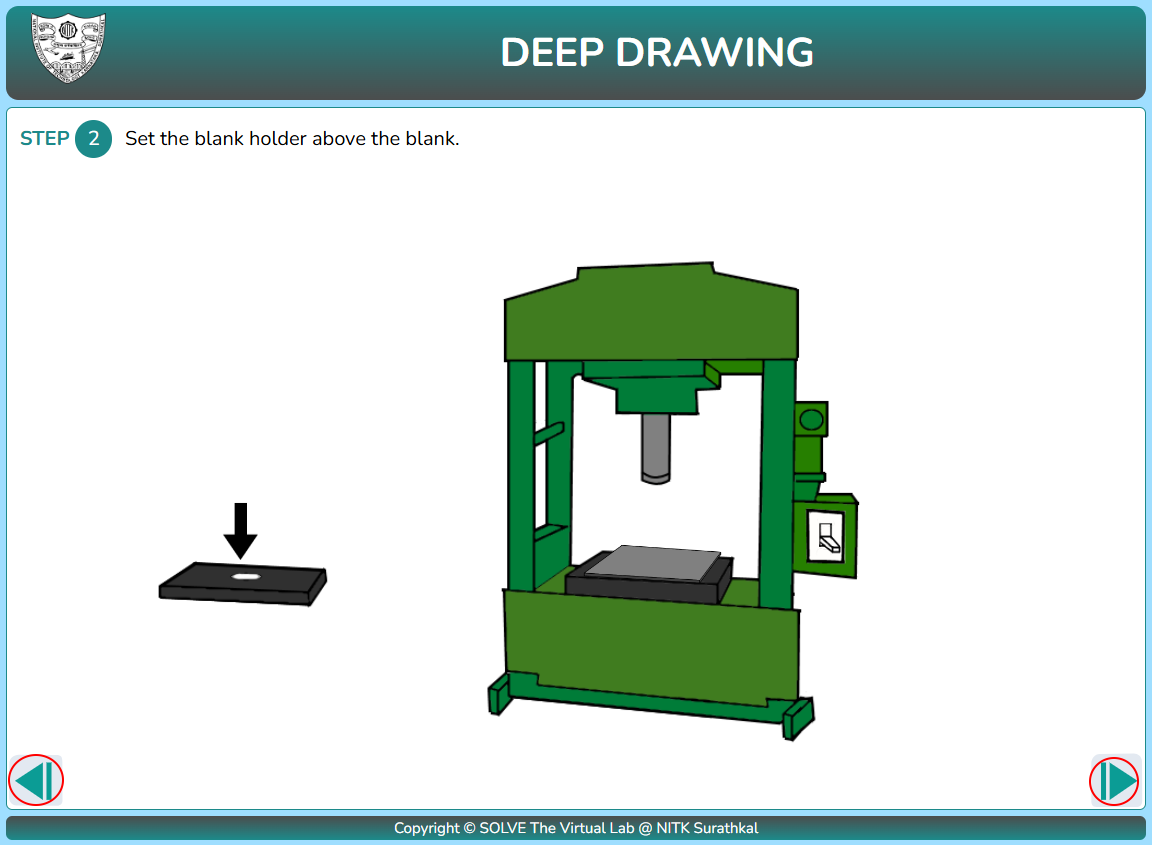 DEEP DRAWING
STEP 2 Set the blank holder above the blank.
Copyright © SOLVE The Virtual Lab @ NITK Surathkal